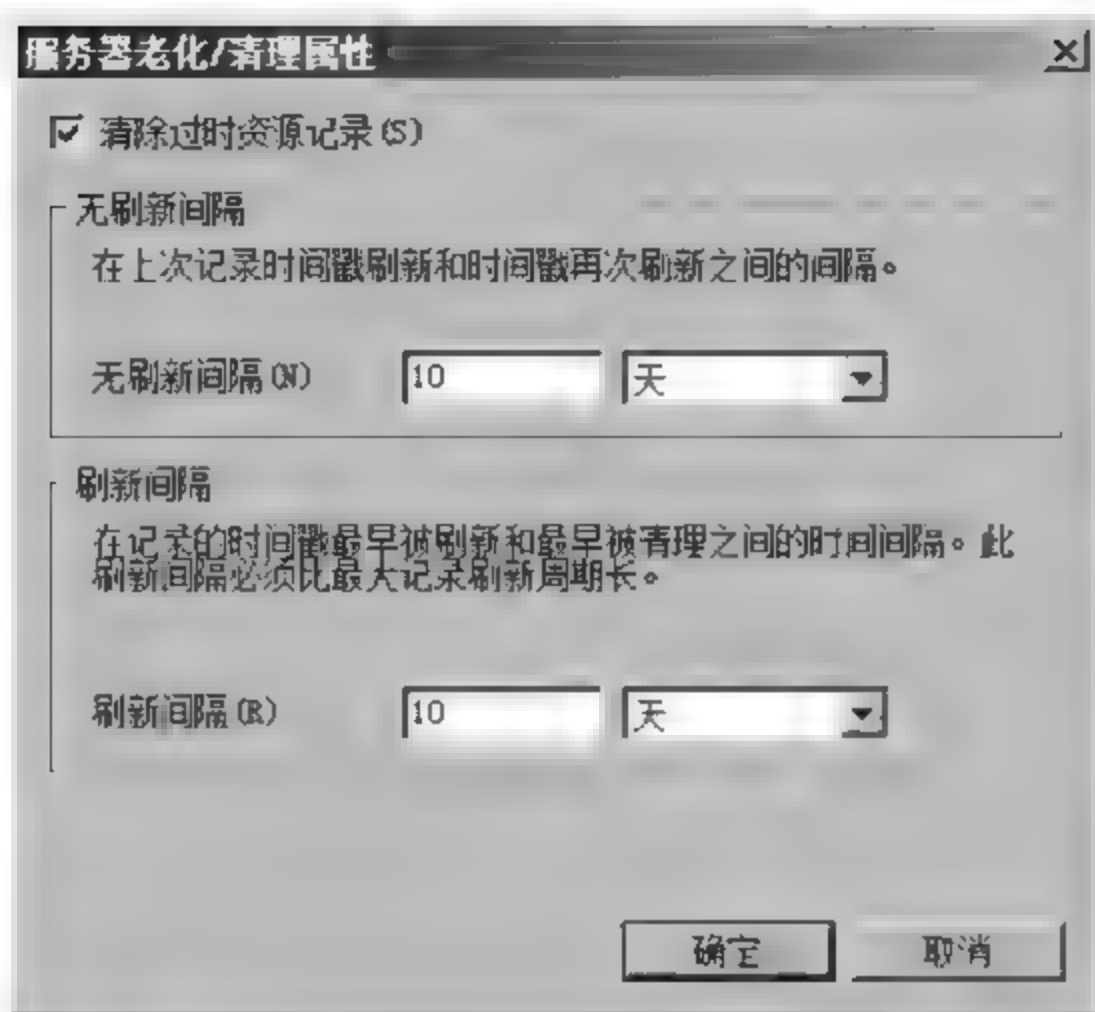 服务器老化/清理属性
清除过时资源记录(S)
无刷新间隔
在上次记录时间戳刷新和时间戳再次刷新之间的间隔。
无刷新间隔(N)
10
天
刷新间隔
在记录的时间戳最早被刷新和最早被清理之间的时间间隔。此
刷新间隔必须比最大记录刷新周期长。
刷新间隔(R)
10
天
确定
取消